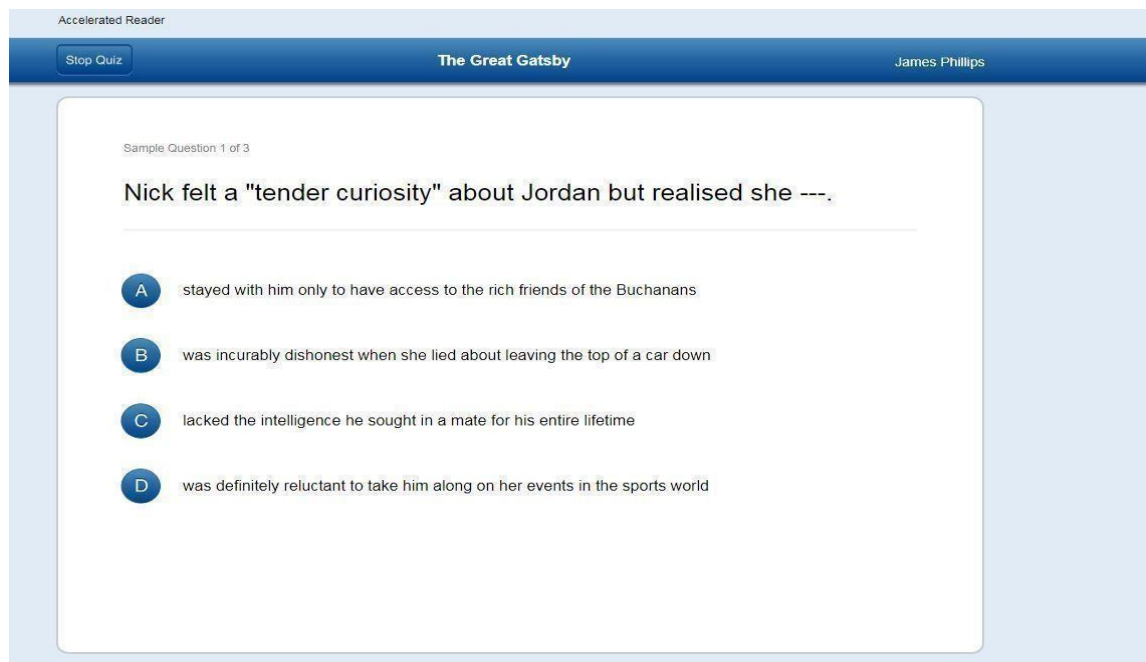 Accelerated Reader
Stop Quiz The Great Gatsby James Phillips
Sample Question 1 of 3
Nick felt a "tender curiosity" about Jordan but realised she ---.
A stayed with him only to have access to the rich friends of the Buchanans
B was incurably dishonest when she lied about leaving the top of a car down
C lacked the intelligence he sought in a mate for his entire lifetime
D was definitely reluctant to take him along on her events in the sports world